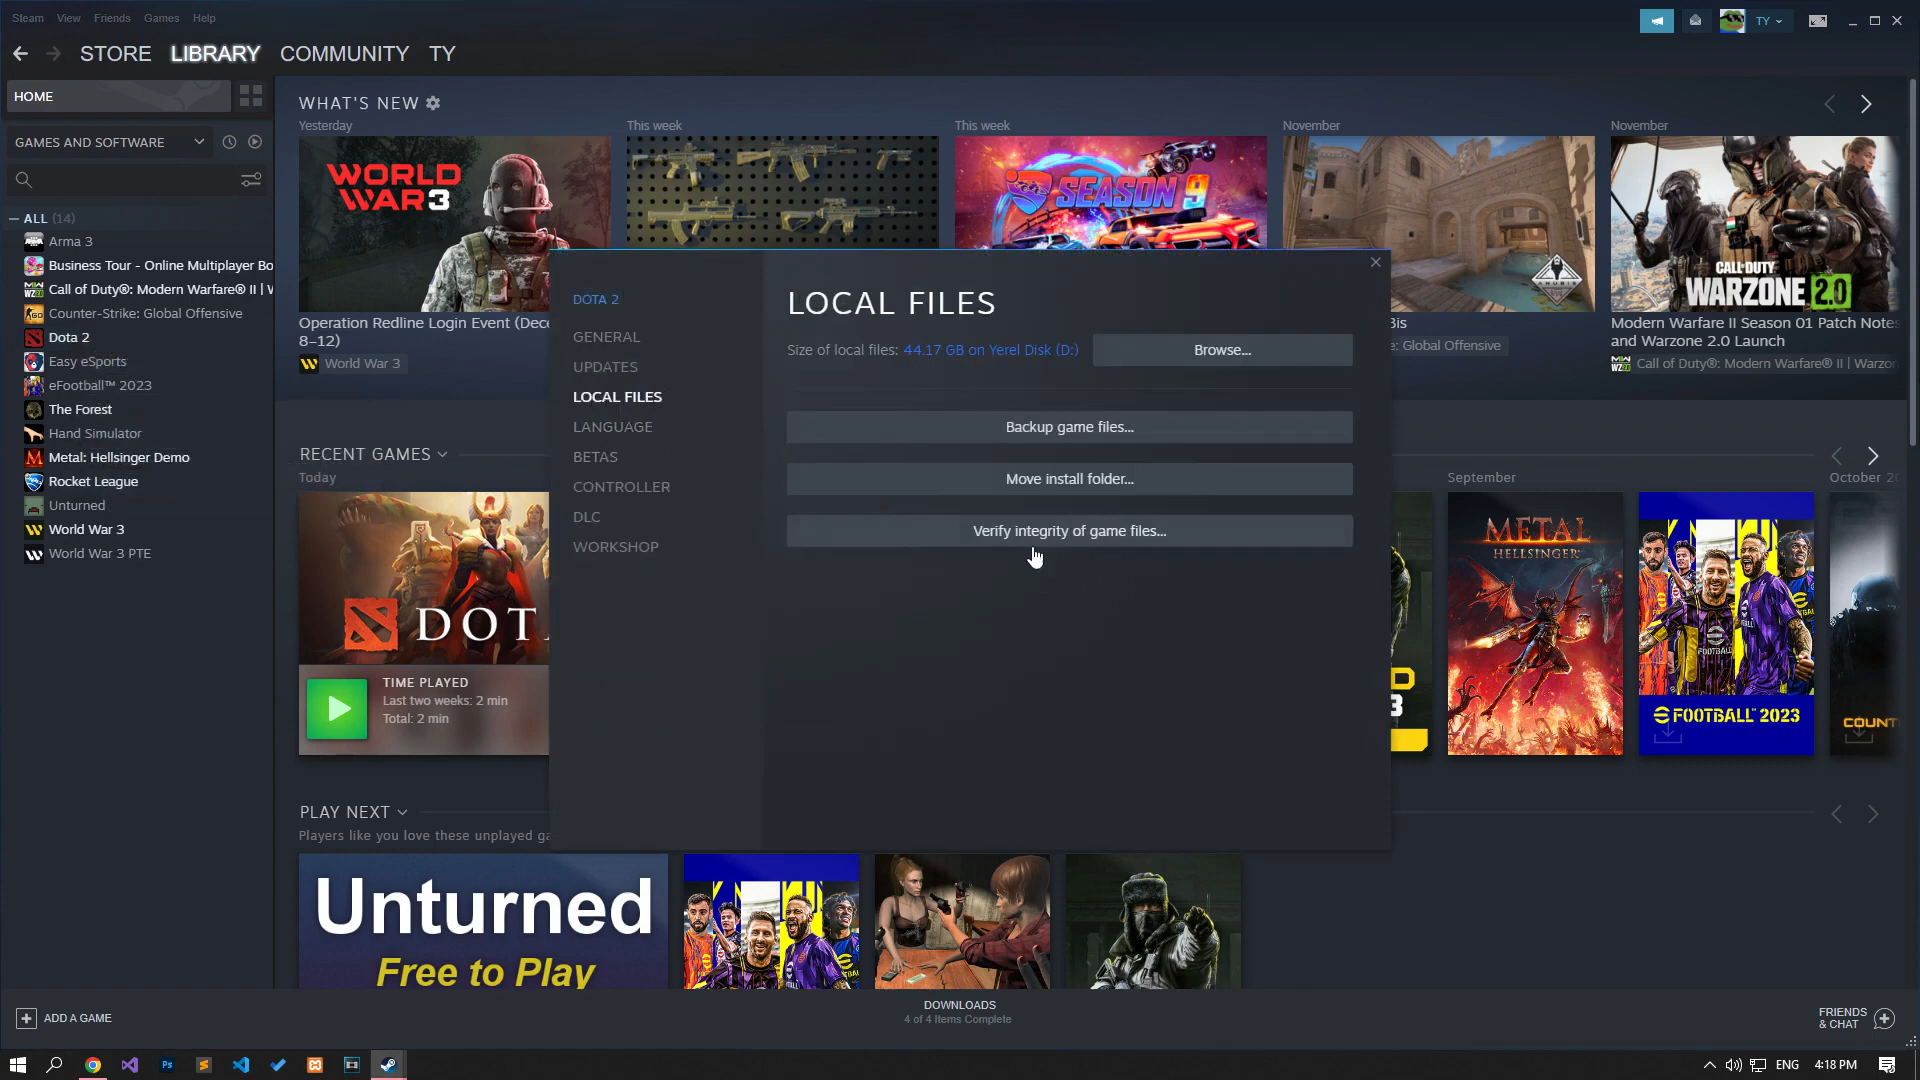 Steam View Friends Games Help
TY
STORE LIBRARY COMMUNITY TY
HOME
GAMES AND SOFTWARE
ALL (14)
Arma 3
Business Tour - Online Multiplayer Bo
Call of Duty®: Modern Warfare® II |
Counter-Strike: Global Offensive
Dota 2
Easy eSports
eFootball™ 2023
The Forest
Hand Simulator
Metal: Hellsinger Demo
Rocket League
Unturned
World War 3
World War 3 PTE
WHAT'S NEW
Yesterday
This week
This week
November
November
WORLD
WAR3
SEASON 9
CALL OF DUTY
WARZONE 2.0
Operation Redline Login Event (Dece
8–12)
World War 3
e: Global Offensive
Modern Warfare II Season 01 Patch Notes
and Warzone 2.0 Launch
Call of Duty®: Modern Warfare® II | Warzon
DOTA 2
GENERAL
UPDATES
LOCAL FILES
LANGUAGE
BETAS
CONTROLLER
DLC
WORKSHOP
LOCAL FILES
Size of local files: 44.17 GB on Yerel Disk (D:)
Browse...
Backup game files...
Move install folder...
Verify integrity of game files...
RECENT GAMES
Today
September
DOT
TIME PLAYED
Last two weeks: 2 min
Total: 2 min
METAL
HELLSINGER
FOOTBALL™ 2023
COUNT
PLAY NEXT
Players like you love these unplayed ga
Unturned
Free to Play
ADD A GAME
DOWNLOADS
4 of 4 Items Complete
FRIENDS
& CHAT
ENG 4:18 PM